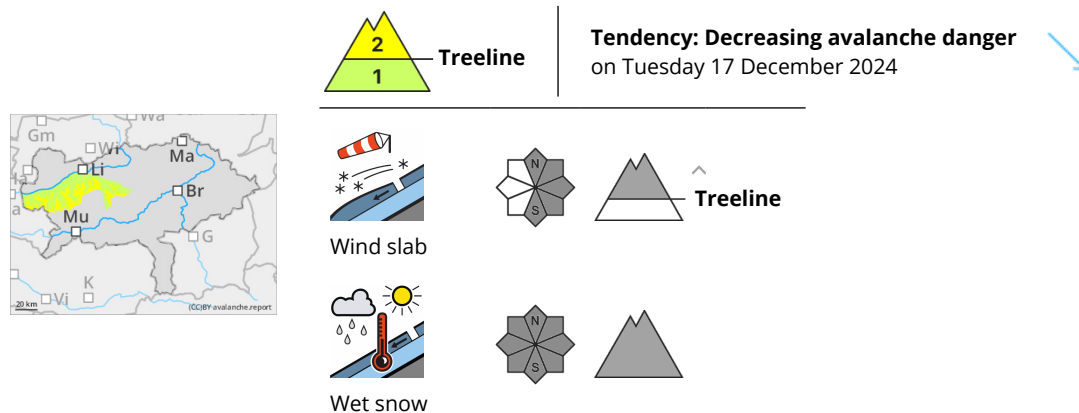 2
1
Treeline
Tendency: Decreasing avalanche danger
on Tuesday 17 December 2024
Wa
Gm
Wi
Ma
Li
Br
Mu
G
K
Vi
20 km
(CC)BY avalanche.report
N
S
Treeline
Wind slab
N
S
Wet snow